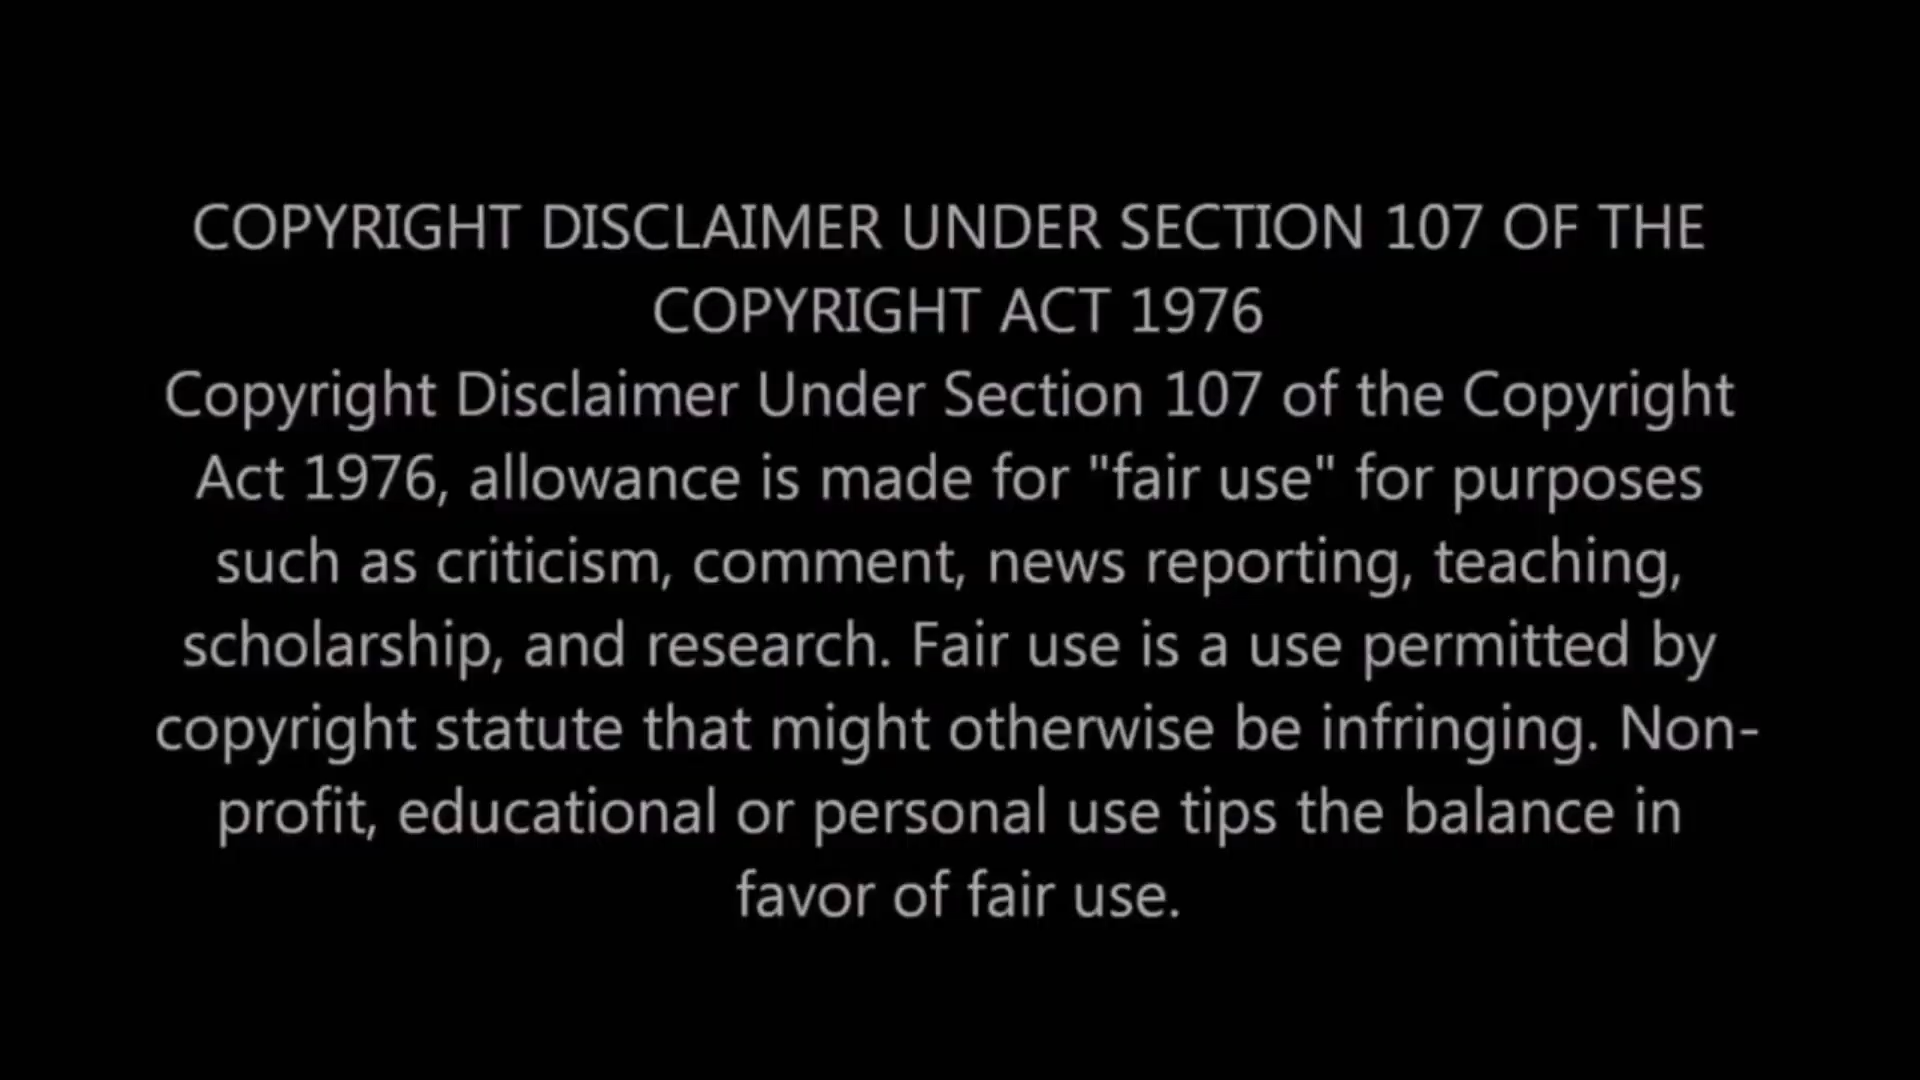 COPYRIGHT DISCLAIMER UNDER SECTION 107 OF THE
COPYRIGHT ACT 1976
Copyright Disclaimer Under Section 107 of the Copyright
Act 1976, allowance is made for "fair use" for purposes
such as criticism, comment, news reporting, teaching,
scholarship, and research. Fair use is a use permitted by
copyright statute that might otherwise be infringing. Non-
profit, educational or personal use tips the balance in
favor of fair use.